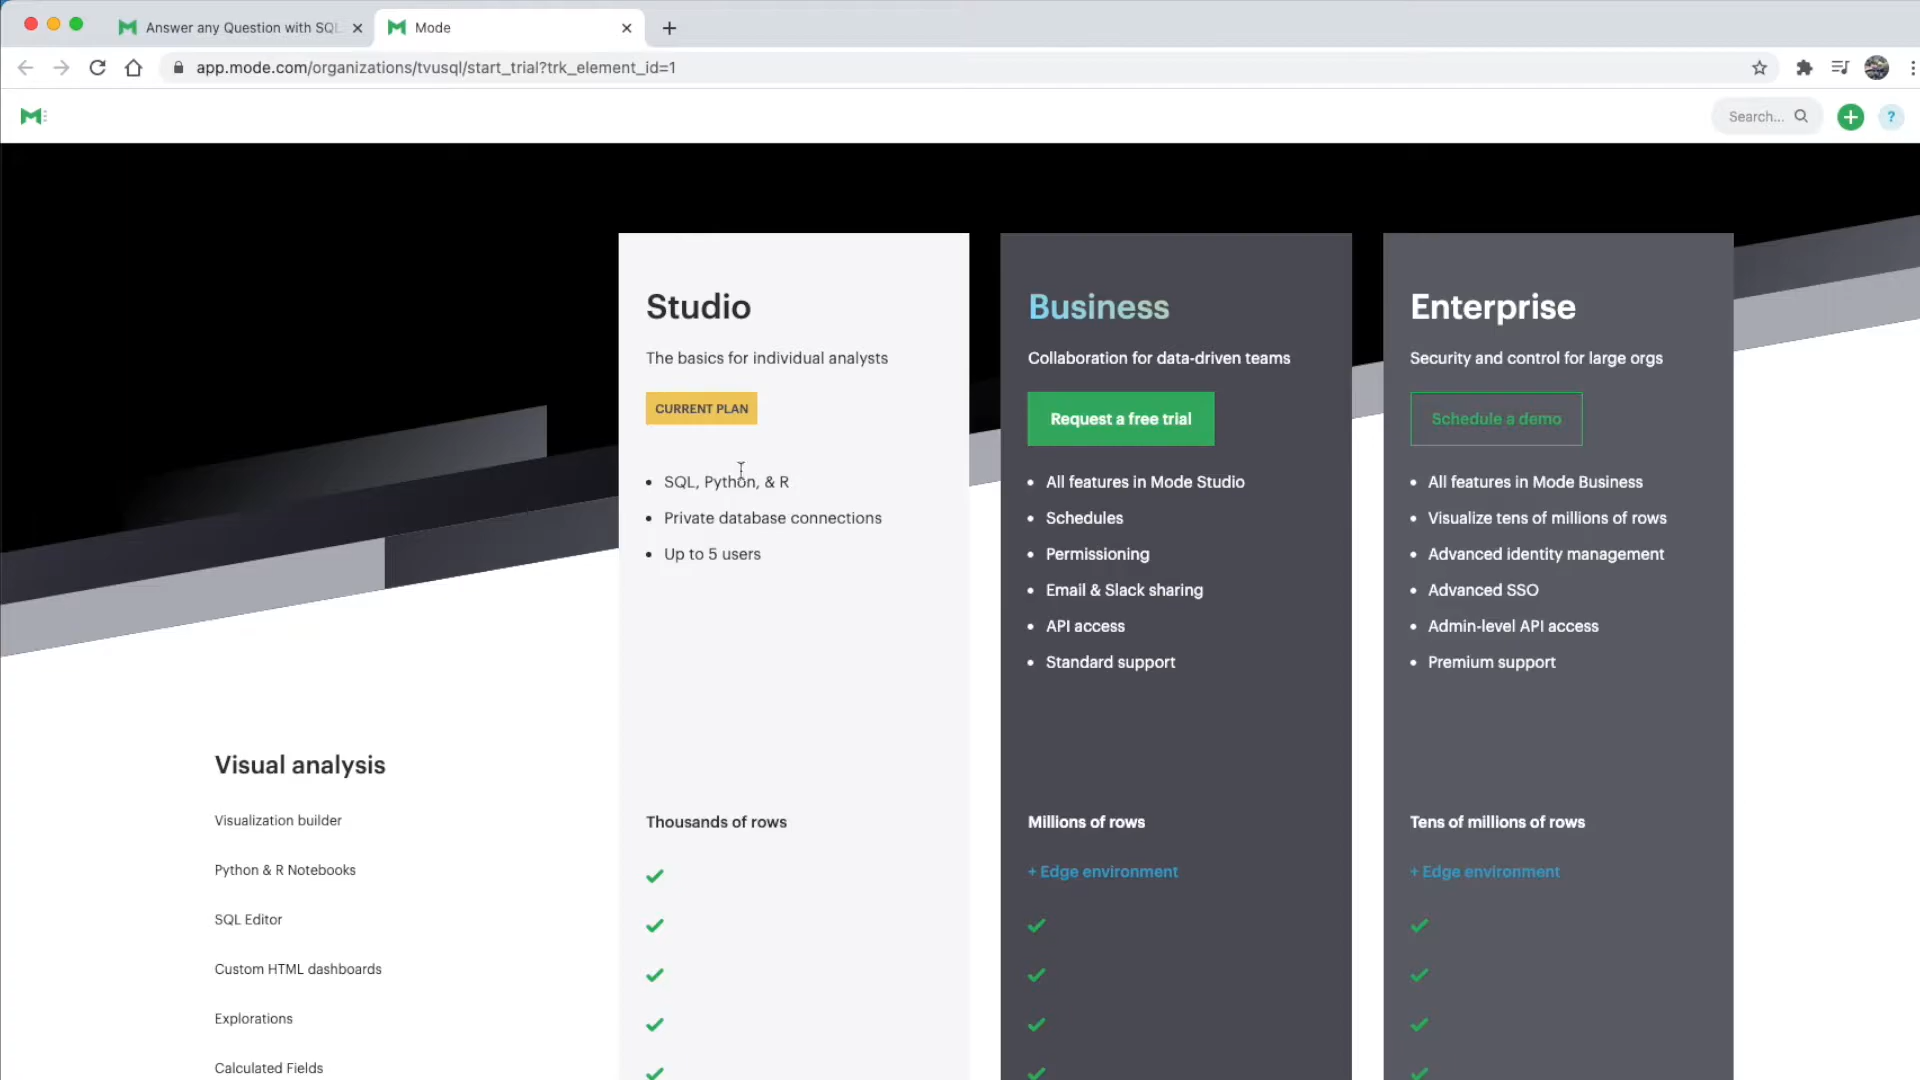 Answer any Question with SQL
Mode
app.mode.com/organizations/tvusql/start_trial?trk_element_id=1
Search...
?
Studio
The basics for individual analysts
CURRENT PLAN
• SQL, Python, & R
• Private database connections
• Up to 5 users
Business
Collaboration for data-driven teams
Request a free trial
• All features in Mode Studio
• Schedules
• Permissioning
• Email & Slack sharing
• API access
• Standard support
Enterprise
Security and control for large orgs
Schedule a demo
• All features in Mode Business
• Visualize tens of millions of rows
• Advanced identity management
• Advanced SSO
• Admin-level API access
• Premium support
Visual analysis
Visualization builder
Thousands of rows
Millions of rows
Tens of millions of rows
Python & R Notebooks
+ Edge environment
+ Edge environment
SQL Editor
Custom HTML dashboards
Explorations
Calculated Fields